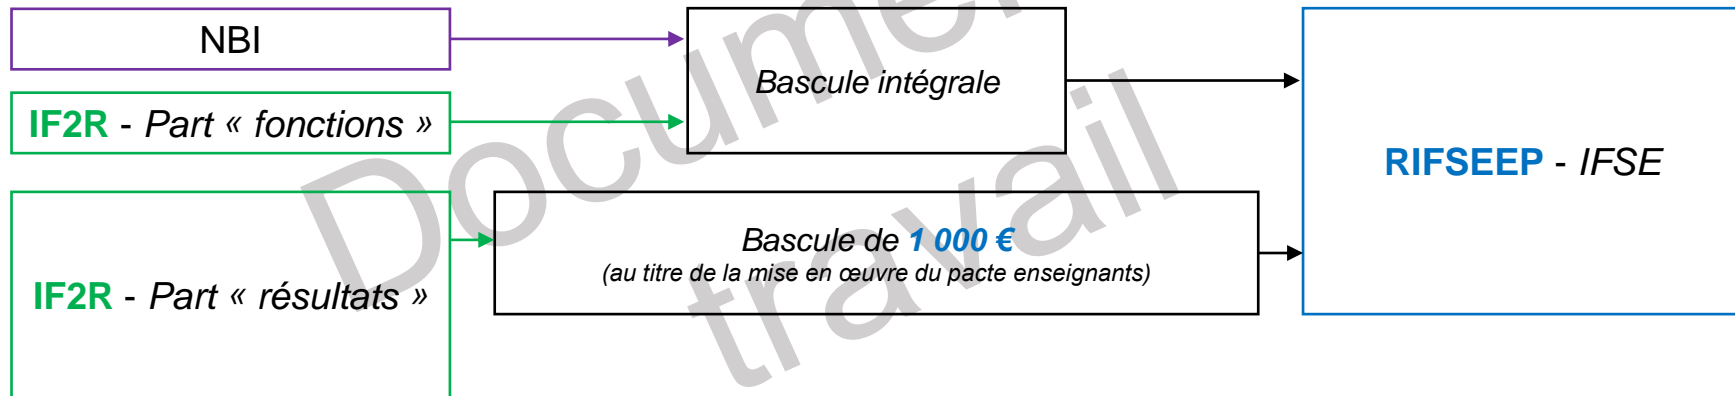 NBI
IF2R - Part « fonctions »
Bascule intégrale
IF2R - Part « résultats »
Bascule de 1 000 €
(au titre de la mise en œuvre du pacte enseignants)
RIFSEEP - IFSE
Document
travail